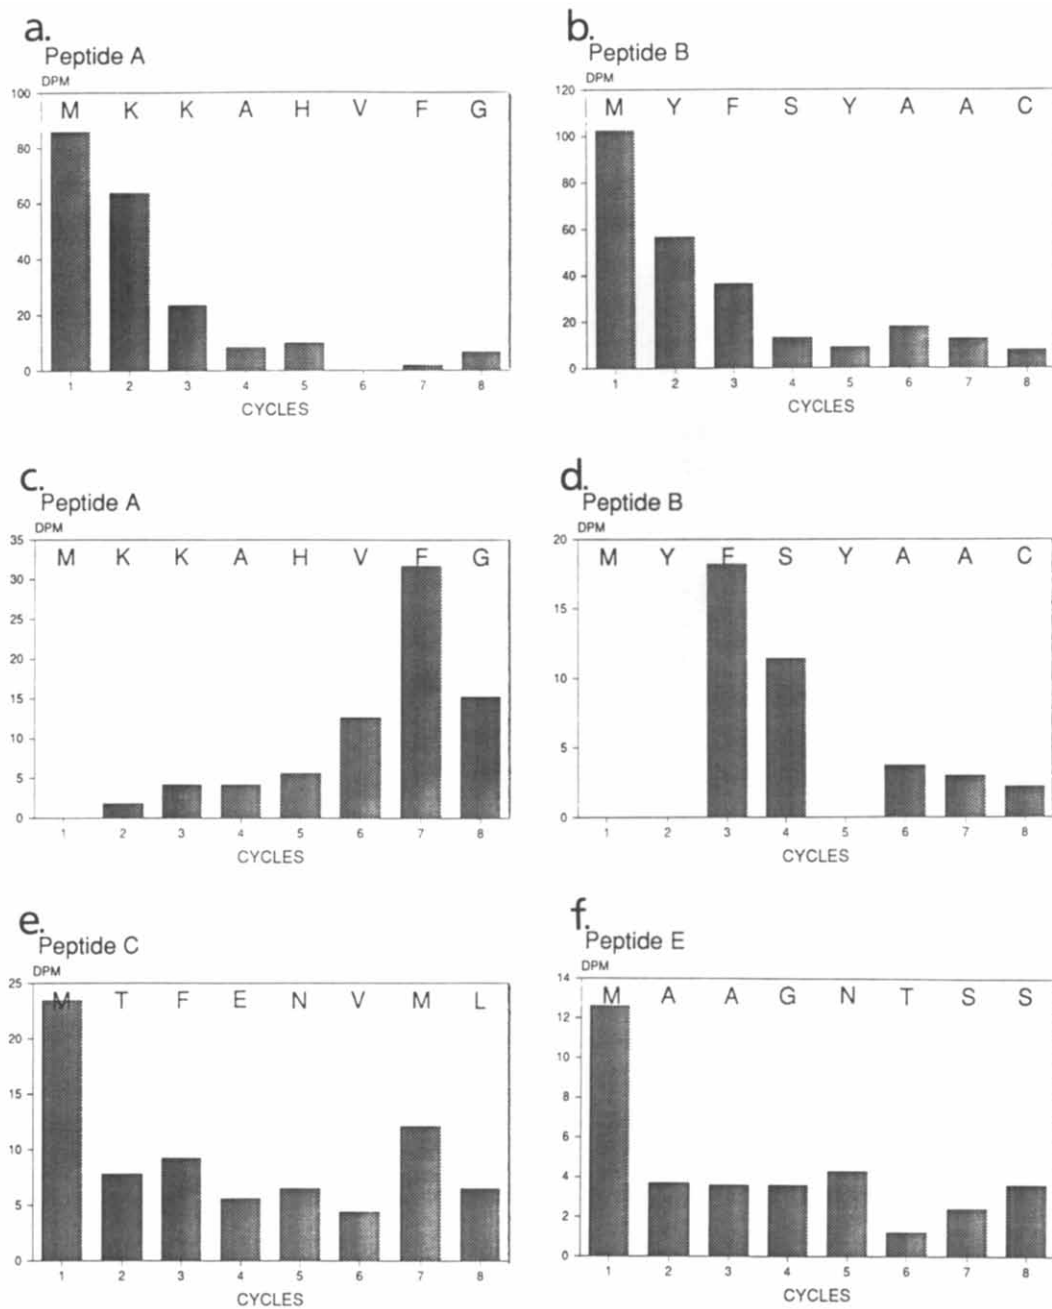 a.
Peptide A
DPM
100
80
60
40
20
0
M K K A H V F G
1 2 3 4 5 6 7 8
CYCLES
b.
Peptide B
DPM
120
100
80
60
40
20
0
M Y F S Y A A C
1 2 3 4 5 6 7 8
CYCLES
c.
Peptide A
DPM
35
30
25
20
15
10
5
0
M K K A H V F G
1 2 3 4 5 6 7 8
CYCLES
d.
Peptide B
DPM
20
15
10
5
0
M Y F S Y A A C
1 2 3 4 5 6 7 8
CYCLES
e.
Peptide C
DPM
25
20
15
10
5
0
M T F E N V M L
1 2 3 4 5 6 7 8
CYCLES
f.
Peptide E
DPM
14
12
10
8
6
4
2
0
M A A G N T S S
1 2 3 4 5 6 7 8
CYCLES